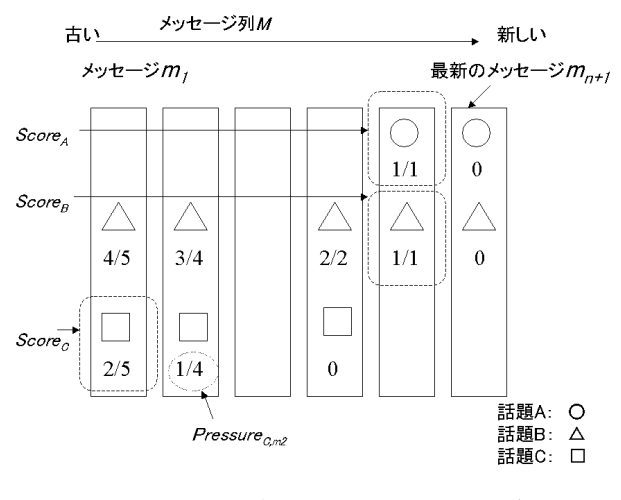 メッセージ列M
古い
新しい
メッセージm1
最新のメッセージmn+1
ScoreA
1/1
0
ScoreB
4/5
3/4
2/2
1/1
0
ScoreC
2/5
1/4
0
PressureC,m2
話題A: ○
話題B: △
話題C: □